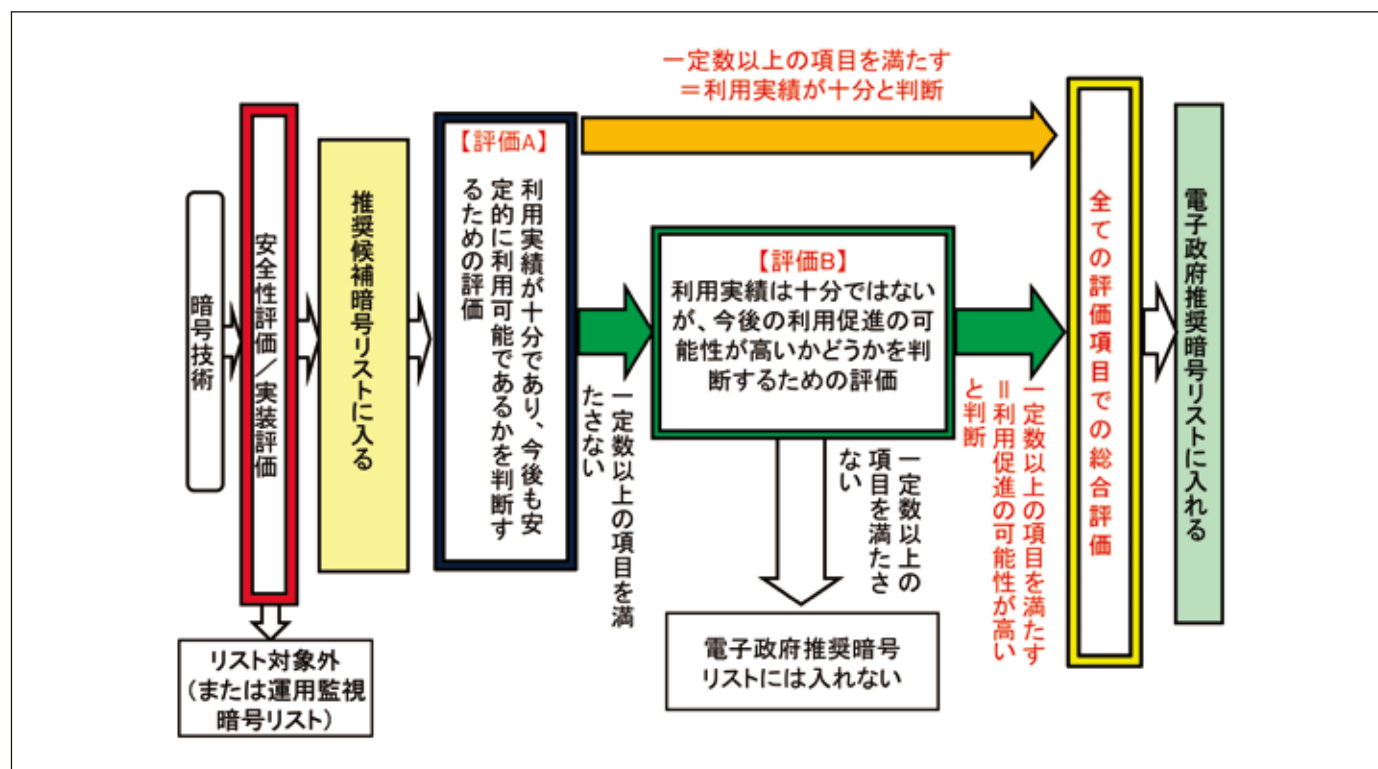 一定数以上の項目を満たす
＝利用実績が十分と判断
暗号技術
安全性評価／実装評価
推奨候補暗号リストに入る
【評価A】
利用実績が十分であり、今後も安
定的に利用可能であるかを判断す
るための評価
一定数以上の項目を満
たさない
【評価B】
利用実績は十分ではない
が、今後の利用促進の可
能性が高いかどうかを判
断するための評価
一定数以上の
項目を満たさ
ない
一定数以上の項目を満たす
＝利用促進の可能性が高い
と判断
全ての評価項目での総合評価
電子政府推奨暗号リストに入れる
リスト対象外
（または運用監視
暗号リスト）
電子政府推奨暗号
リストには入れない